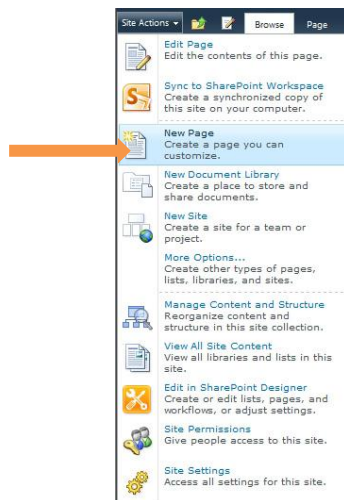 Site Actions Browse Page
Edit Page
Edit the contents of this page.
Sync to SharePoint Workspace
Create a synchronized copy of
this site on your computer.
New Page
Create a page you can
customize.
New Document Library
Create a place to store and
share documents.
New Site
Create a site for a team or
project.
More Options...
Create other types of pages,
lists, libraries, and sites.
Manage Content and Structure
Reorganize content and
structure in this site collection.
View All Site Content
View all libraries and lists in this
site.
Edit in SharePoint Designer
Create or edit lists, pages, and
workflows, or adjust settings.
Site Permissions
Give people access to this site.
Site Settings
Access all settings for this site.